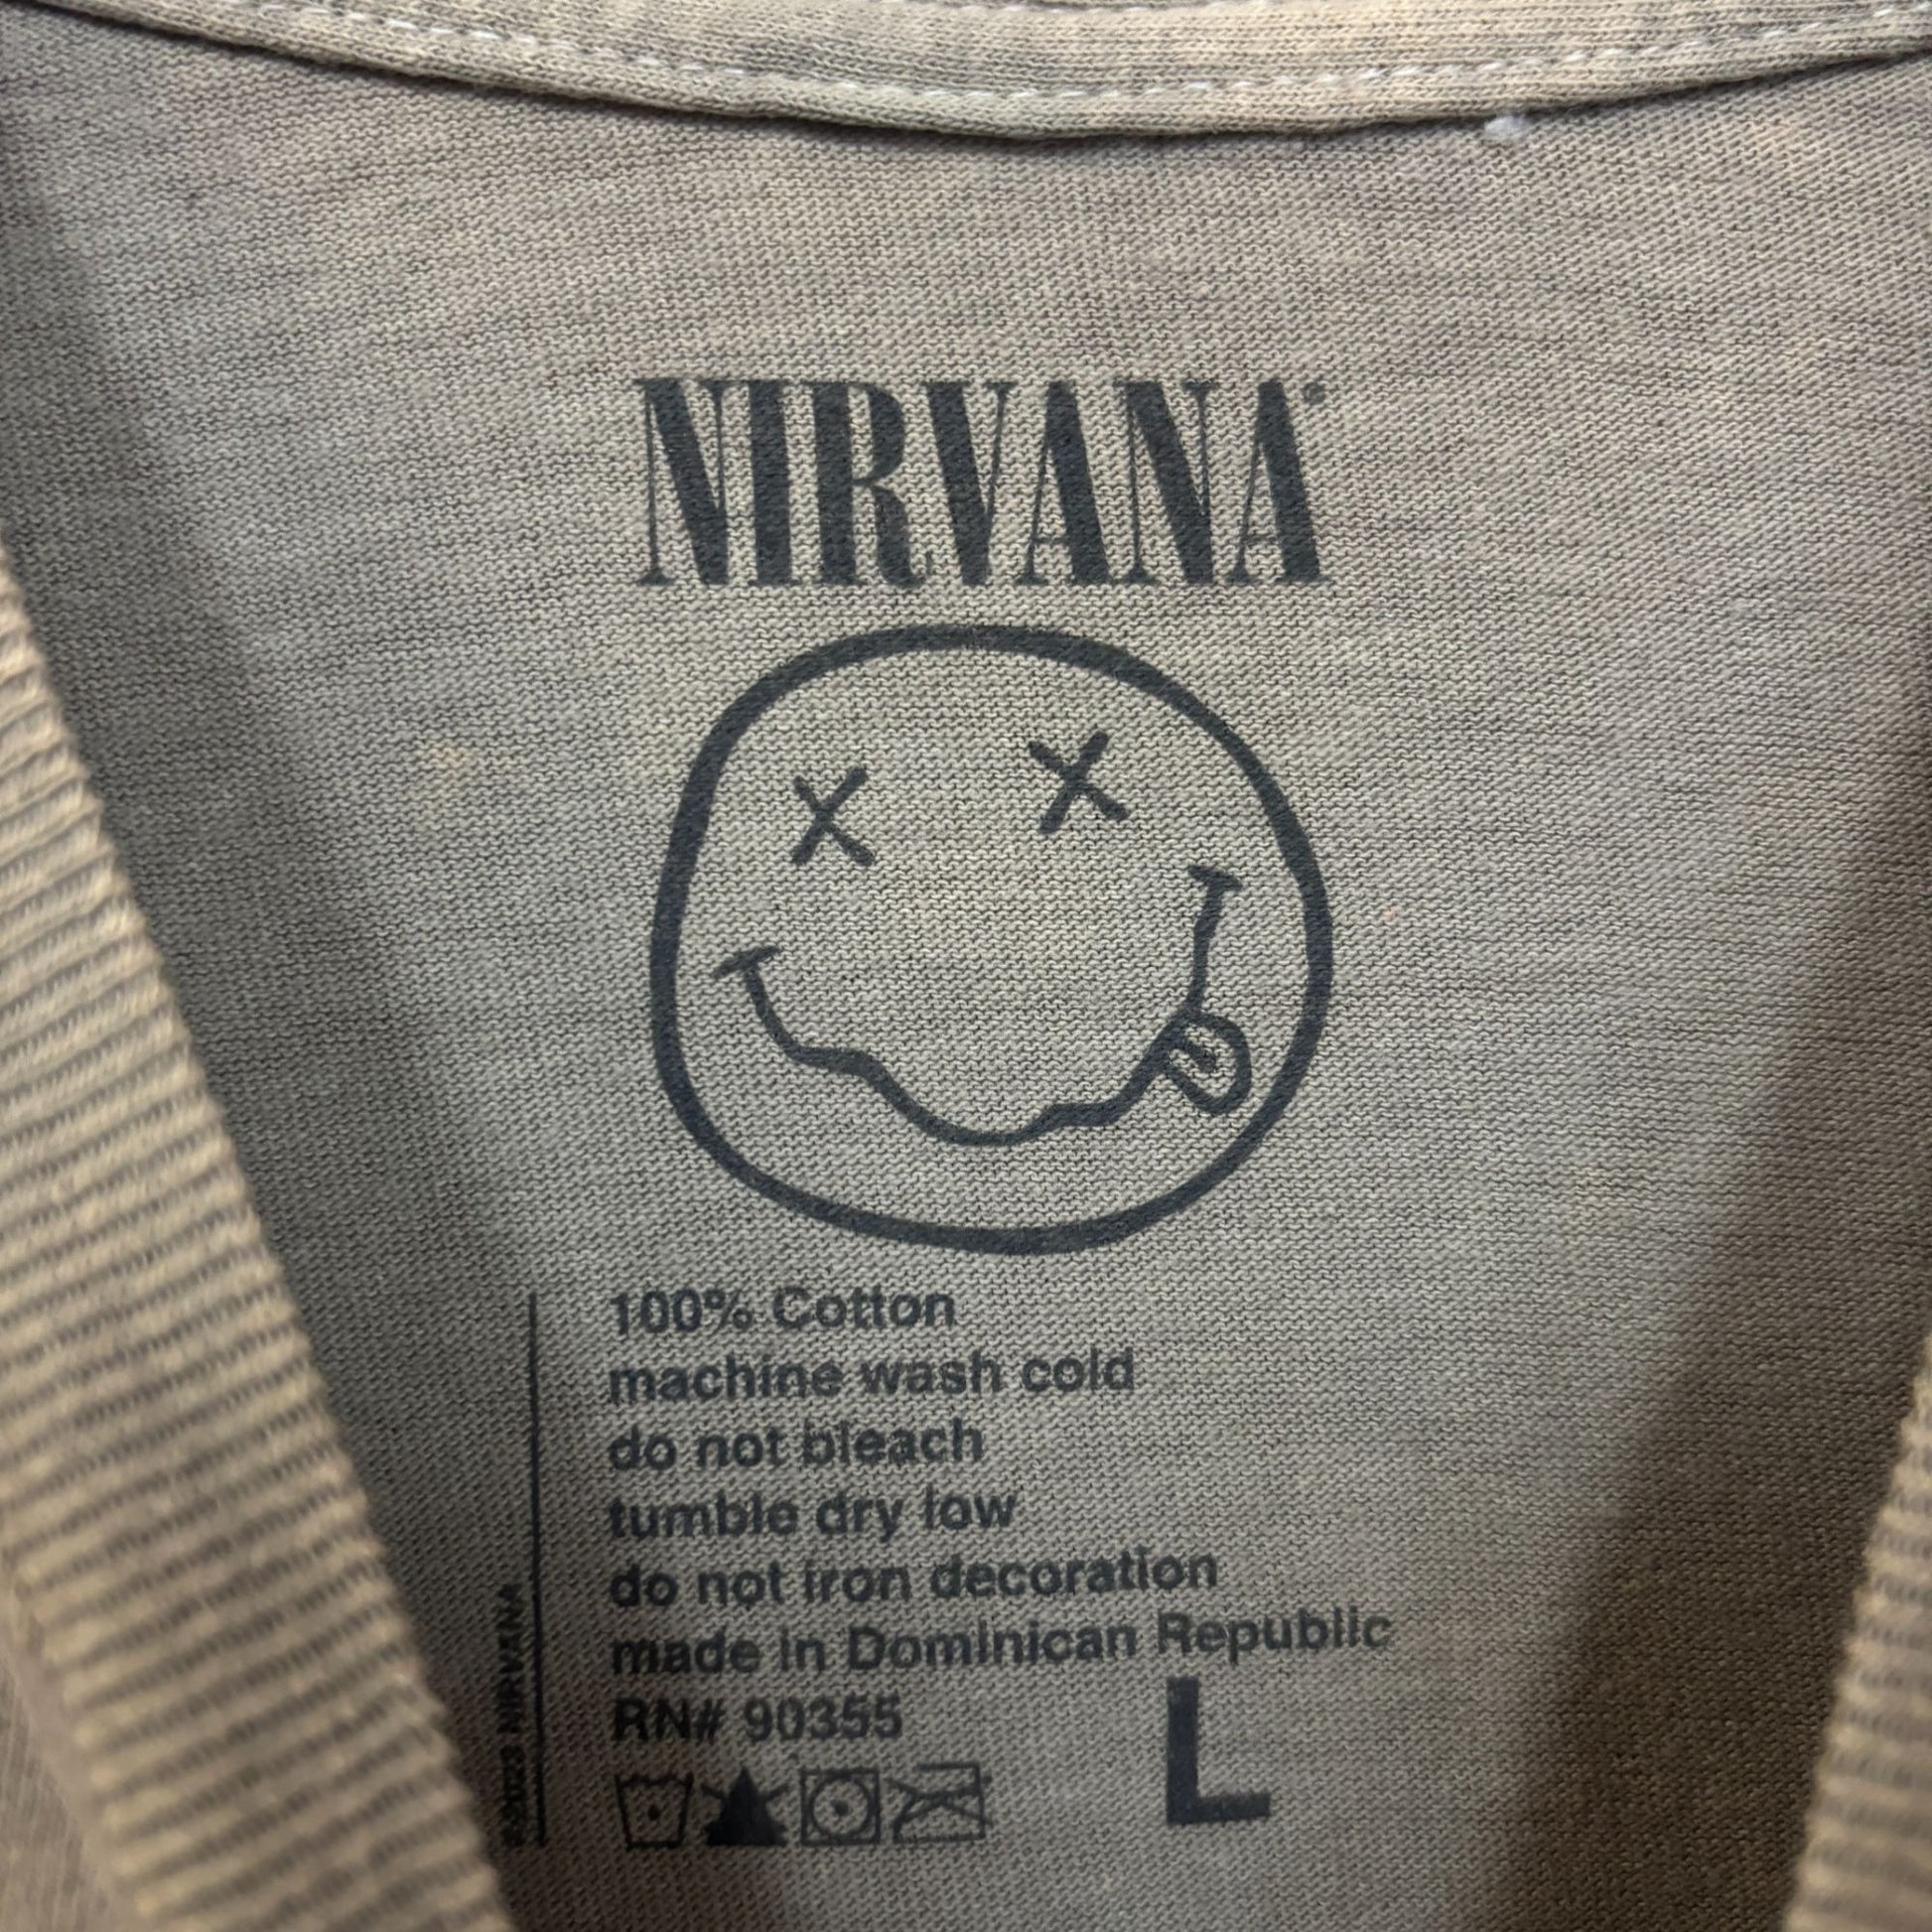 NIRVANA
100% Cotton
machine wash cold
do not bleach
tumble dry low
do not iron decoration
made in Dominican Republic
RN# 90355
L
©2023 NIRVANA